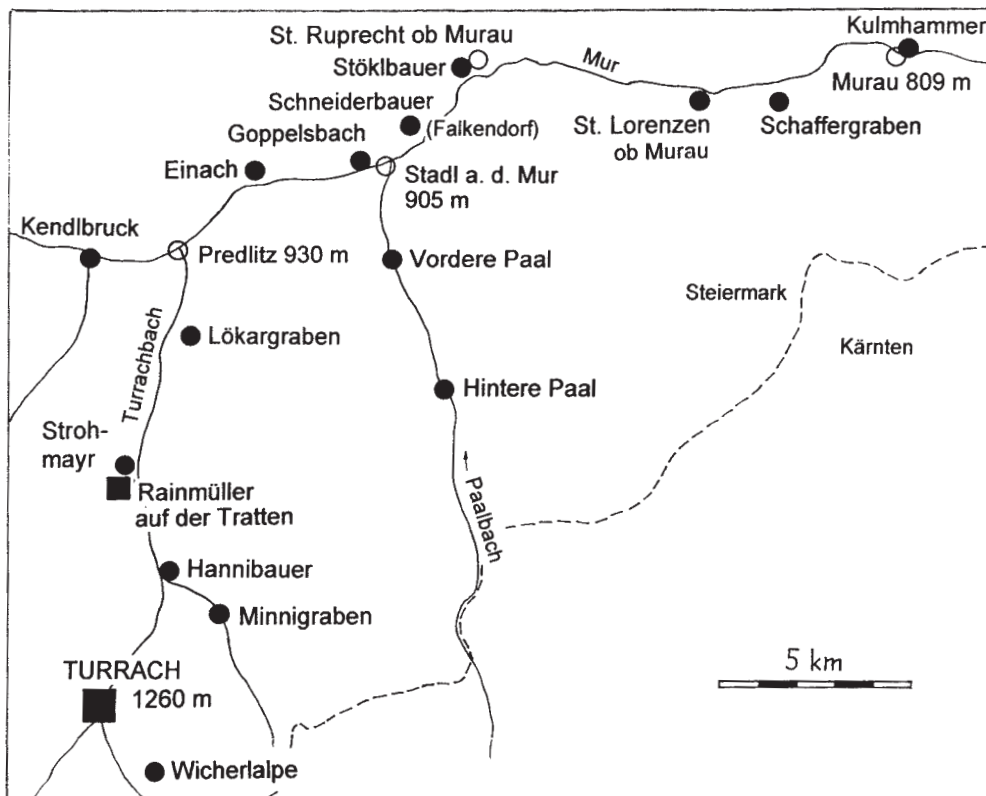 Kulmhammer
St. Ruprecht ob Murau
Stöklbauer
Mur
Murau 809 m
Schneiderbauer
(Falkendorf)
St. Lorenzen
ob Murau
Schaffergraben
Goppelsbach
Einach
Stadl a. d. Mur
905 m
Kendlbruck
Predlitz 930 m
Vordere Paal
Steiermark
Kärnten
Turrachbach
Lökargraben
Hintere Paal
Stroh-
mayr
Rainmüller
auf der Tratten
Paalbach
Hannibauer
Minnigraben
TURRACH
1260 m
5 km
Wicherlalpe